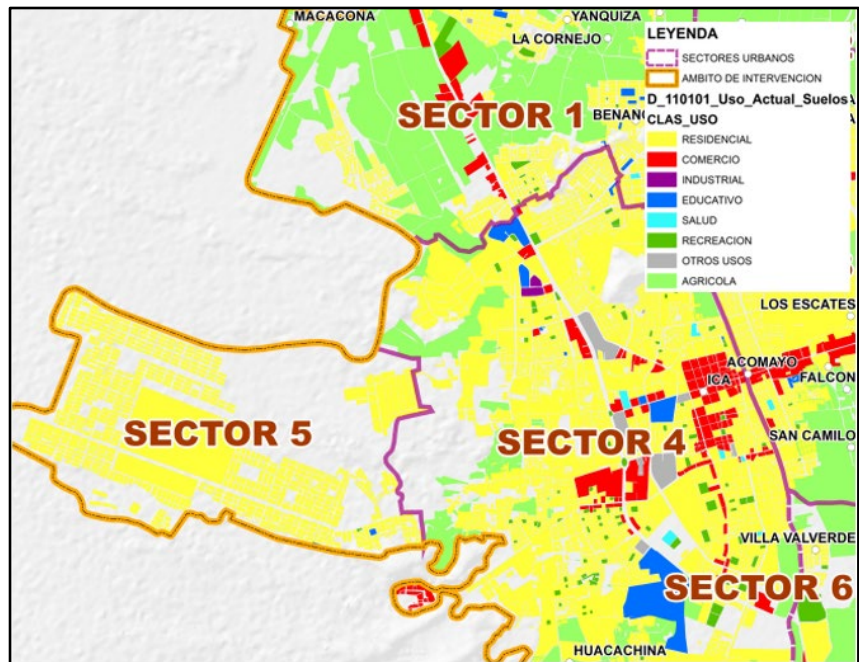 MACACONA
YANQUIZA
LA CORNEJO
SECTOR 1
BENANC
LEYENDA
SECTORES URBANOS
AMBITO DE INTERVENCION
D_110101_Uso_Actual_Suelos
CLAS_USO
RESIDENCIAL
COMERCIO
INDUSTRIAL
EDUCATIVO
SALUD
RECREACION
OTROS USOS
AGRICOLA
LOS ESCATES
ACOMAYO
ICA
FALCON
SECTOR 5
SECTOR 4
SAN CAMILO
VILLA VALVERDE
SECTOR 6
HUACACHINA